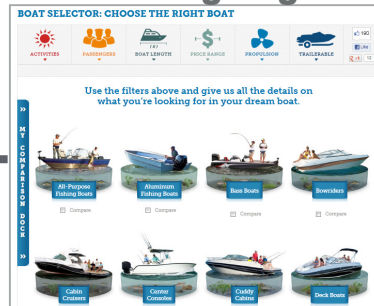 BOAT SELECTOR: CHOOSE THE RIGHT BOAT
ACTIVITIES
PASSENGERS
BOAT LENGTH
PRICE RANGE
PROPULSION
TRAILERABLE
190
Like
Use the filters above and give us all the details on
what you're looking for in your dream boat.
MY COMPARISON DOCK
All-Purpose
Fishing Boats
Aluminum
Fishing Boats
Bass Boats
Bowriders
Compare
Compare
Compare
Compare
Cabin
Cruisers
Center
Consoles
Cuddy
Cabins
Deck Boats